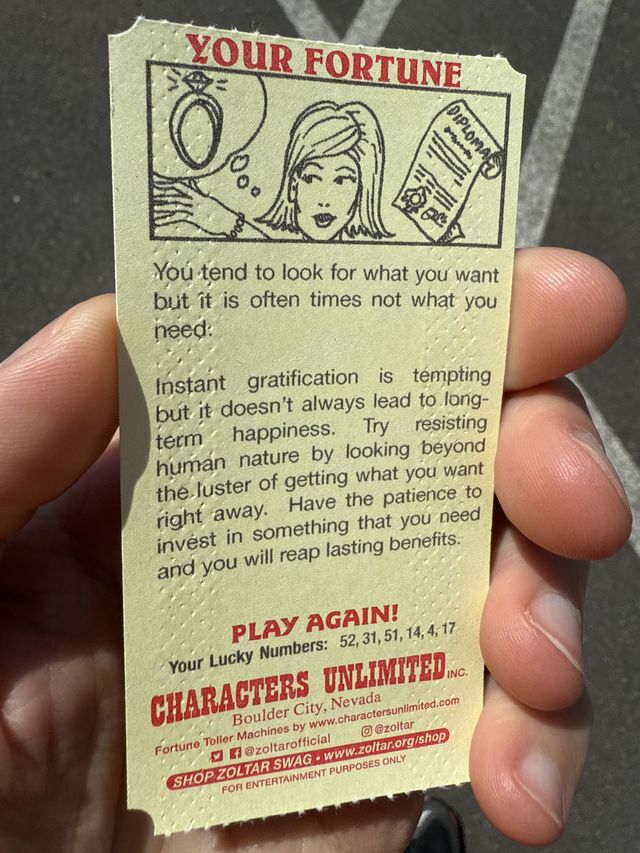 YOUR FORTUNE
DIPLOMA
You tend to look for what you want
but it is often times not what you
need.
Instant gratification is tempting
but it doesn't always lead to long-
term happiness. Try resisting
human nature by looking beyond
the luster of getting what you want
right away. Have the patience to
invest in something that you need
and you will reap lasting benefits.
PLAY AGAIN!
Your Lucky Numbers: 52, 31, 51, 14, 4, 17
CHARACTERS UNLIMITED INC.
Boulder City, Nevada
Fortune Teller Machines by www.charactersunlimited.com
@zoltarofficial @zoltar
SHOP ZOLTAR SWAG • www.zoltar.org/shop
FOR ENTERTAINMENT PURPOSES ONLY